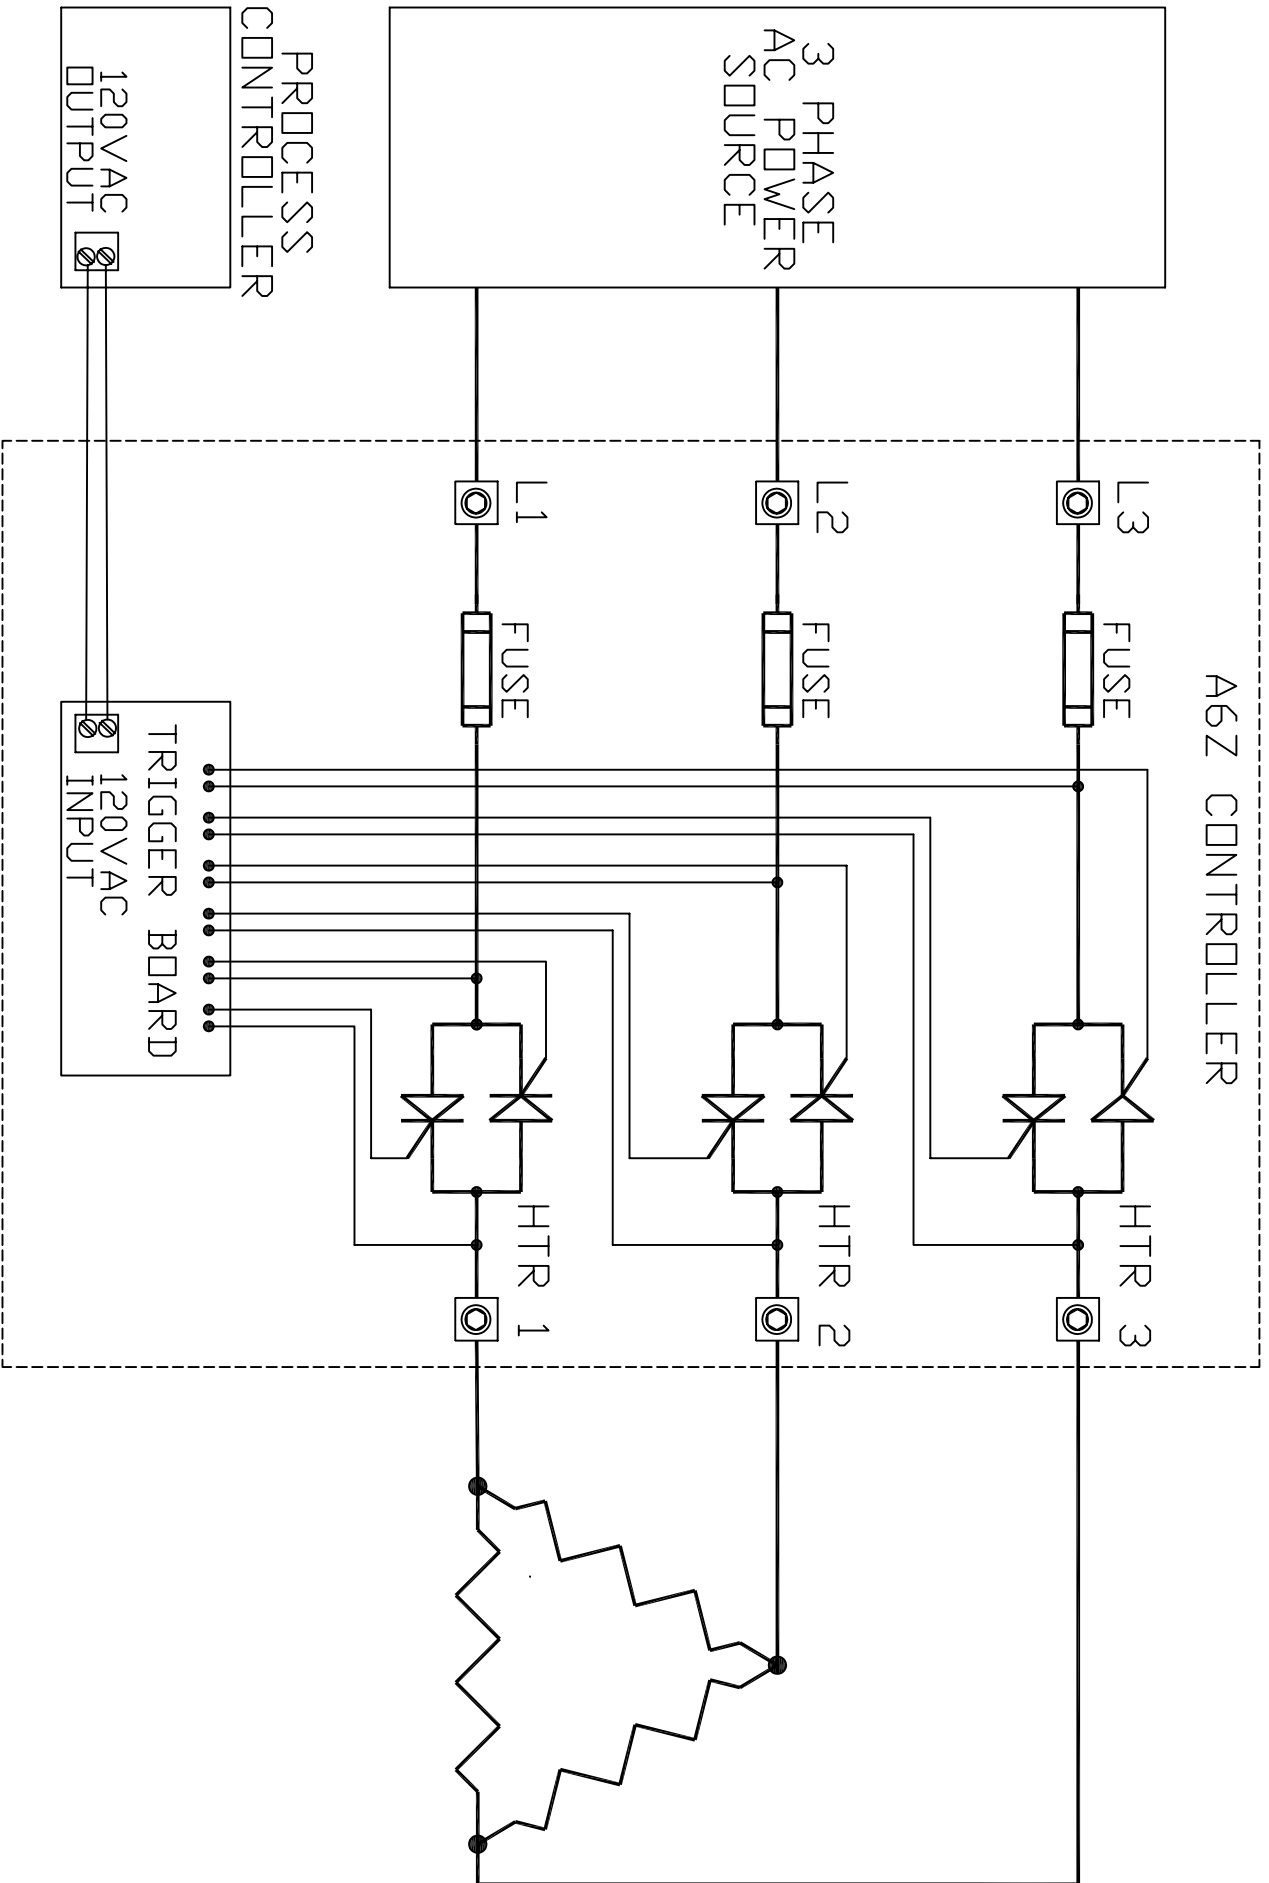 A6Z CONTROLLER
3 PHASE
AC POWER
SOURCE
L3
FUSE
HTR 3
L2
FUSE
HTR 2
L1
FUSE
HTR 1
PROCESS
CONTROLLER
120VAC
OUTPUT
TRIGGER BOARD
120VAC
INPUT